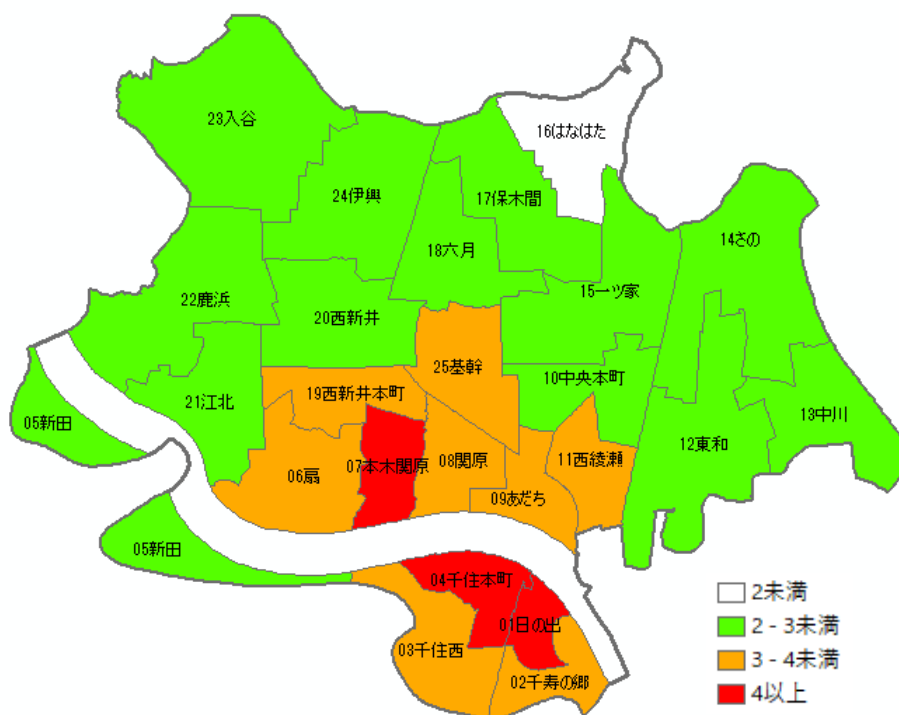 16はなはた
23入谷
24伊興
17保木間
14さの
18六月
15一ツ家
22鹿浜
20西新井
25基幹
10中央本町
19西新井本町
21江北
05新田
13中川
12東和
11西綾瀬
08関原
07本木関原
06扇
09あだち
05新田
04千住本町
01日の出
03千住西
02千寿の郷
2未満
2 - 3未満
3 - 4未満
4以上